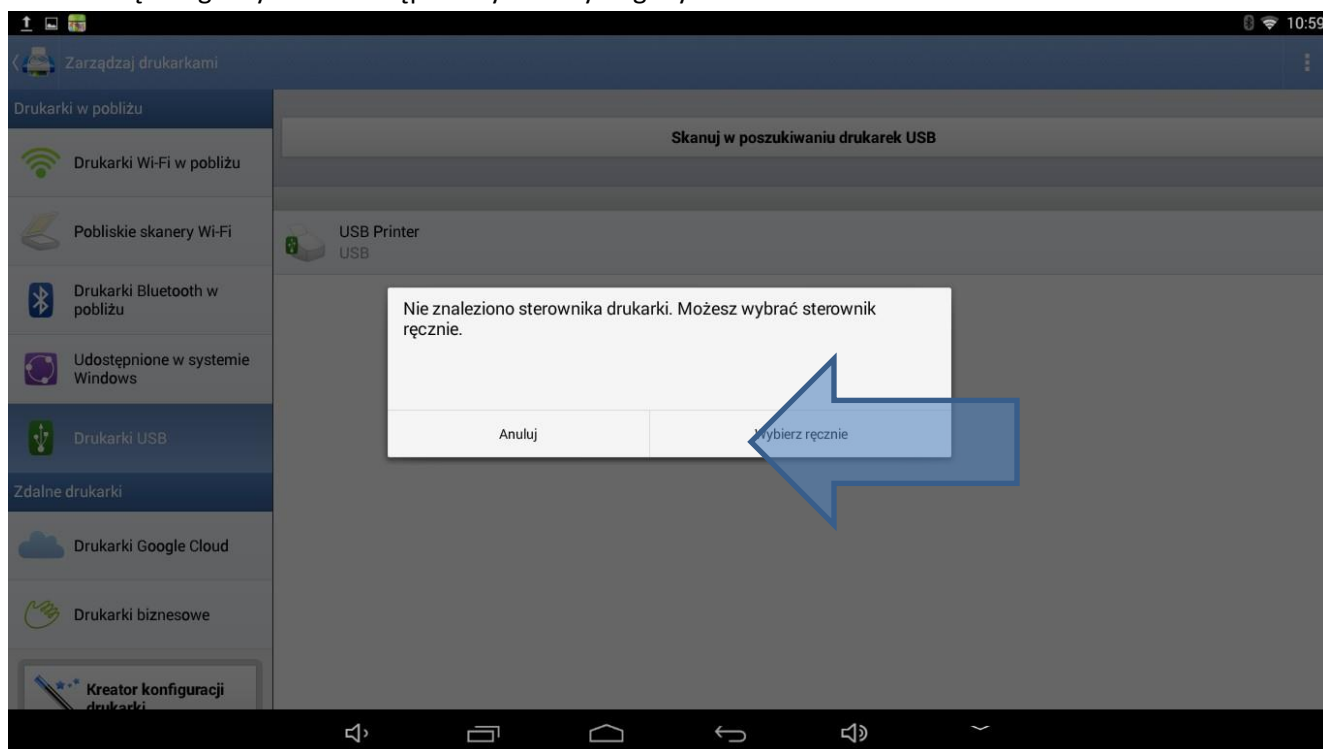 10:59
Zarządzaj drukarkami
Drukarki w pobliżu
Drukarki Wi-Fi w pobliżu
Pobliskie skanery Wi-Fi
Drukarki Bluetooth w
pobliżu
Udostępnione w systemie
Windows
Drukarki USB
Zdalne drukarki
Drukarki Google Cloud
Drukarki biznesowe
Kreator konfiguracji
drukarki
Skanuj w poszukiwaniu drukarek USB
USB Printer
USB
Nie znaleziono sterownika drukarki. Możesz wybrać sterownik
ręcznie.
Anuluj
Wybierz ręcznie